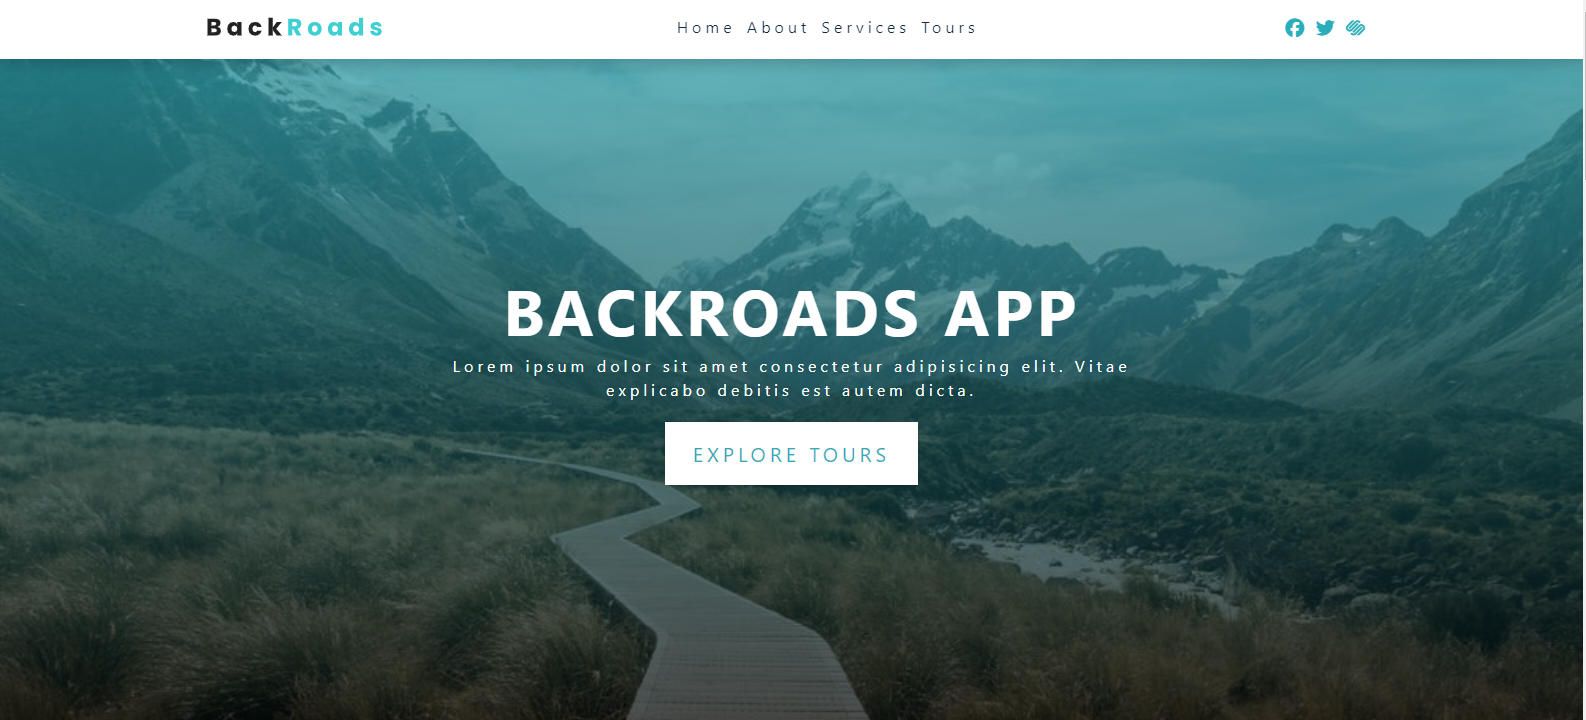 BackRoads
Home About Services Tours
BACKROADS APP
Lorem ipsum dolor sit amet consectetur adipisicing elit. Vitae
explicabo debitis est autem dicta.
EXPLORE TOURS